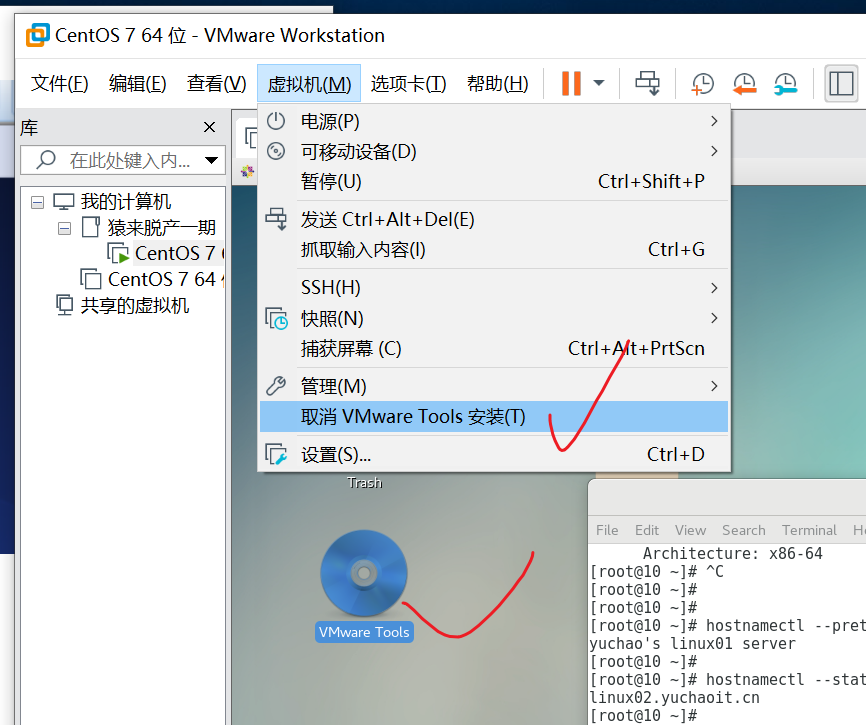 CentOS 7 64 位 - VMware Workstation
文件(F) 编辑(E) 查看(V) 虚拟机(M) 选项卡(T) 帮助(H)
库
在此处键入内...
我的计算机
猿来脱产一期
CentOS 7 6
CentOS 7 64
共享的虚拟机
电源(P)
可移动设备(D)
暂停(U) Ctrl+Shift+P
发送 Ctrl+Alt+Del(E)
抓取输入内容(I) Ctrl+G
SSH(H)
快照(N)
捕获屏幕 (C) Ctrl+Alt+PrtScn
管理(M)
取消 VMware Tools 安装(T)
设置(S)... Ctrl+D
Trash
VMware Tools
File Edit View Search Terminal He
Architecture: x86-64
[root@10 ~]# ^C
[root@10 ~]#
[root@10 ~]#
[root@10 ~]# hostnamectl --pret
yuchao's linux01 server
[root@10 ~]#
[root@10 ~]# hostnamectl --stat
linux02.yuchaoit.cn
[root@10 ~]#